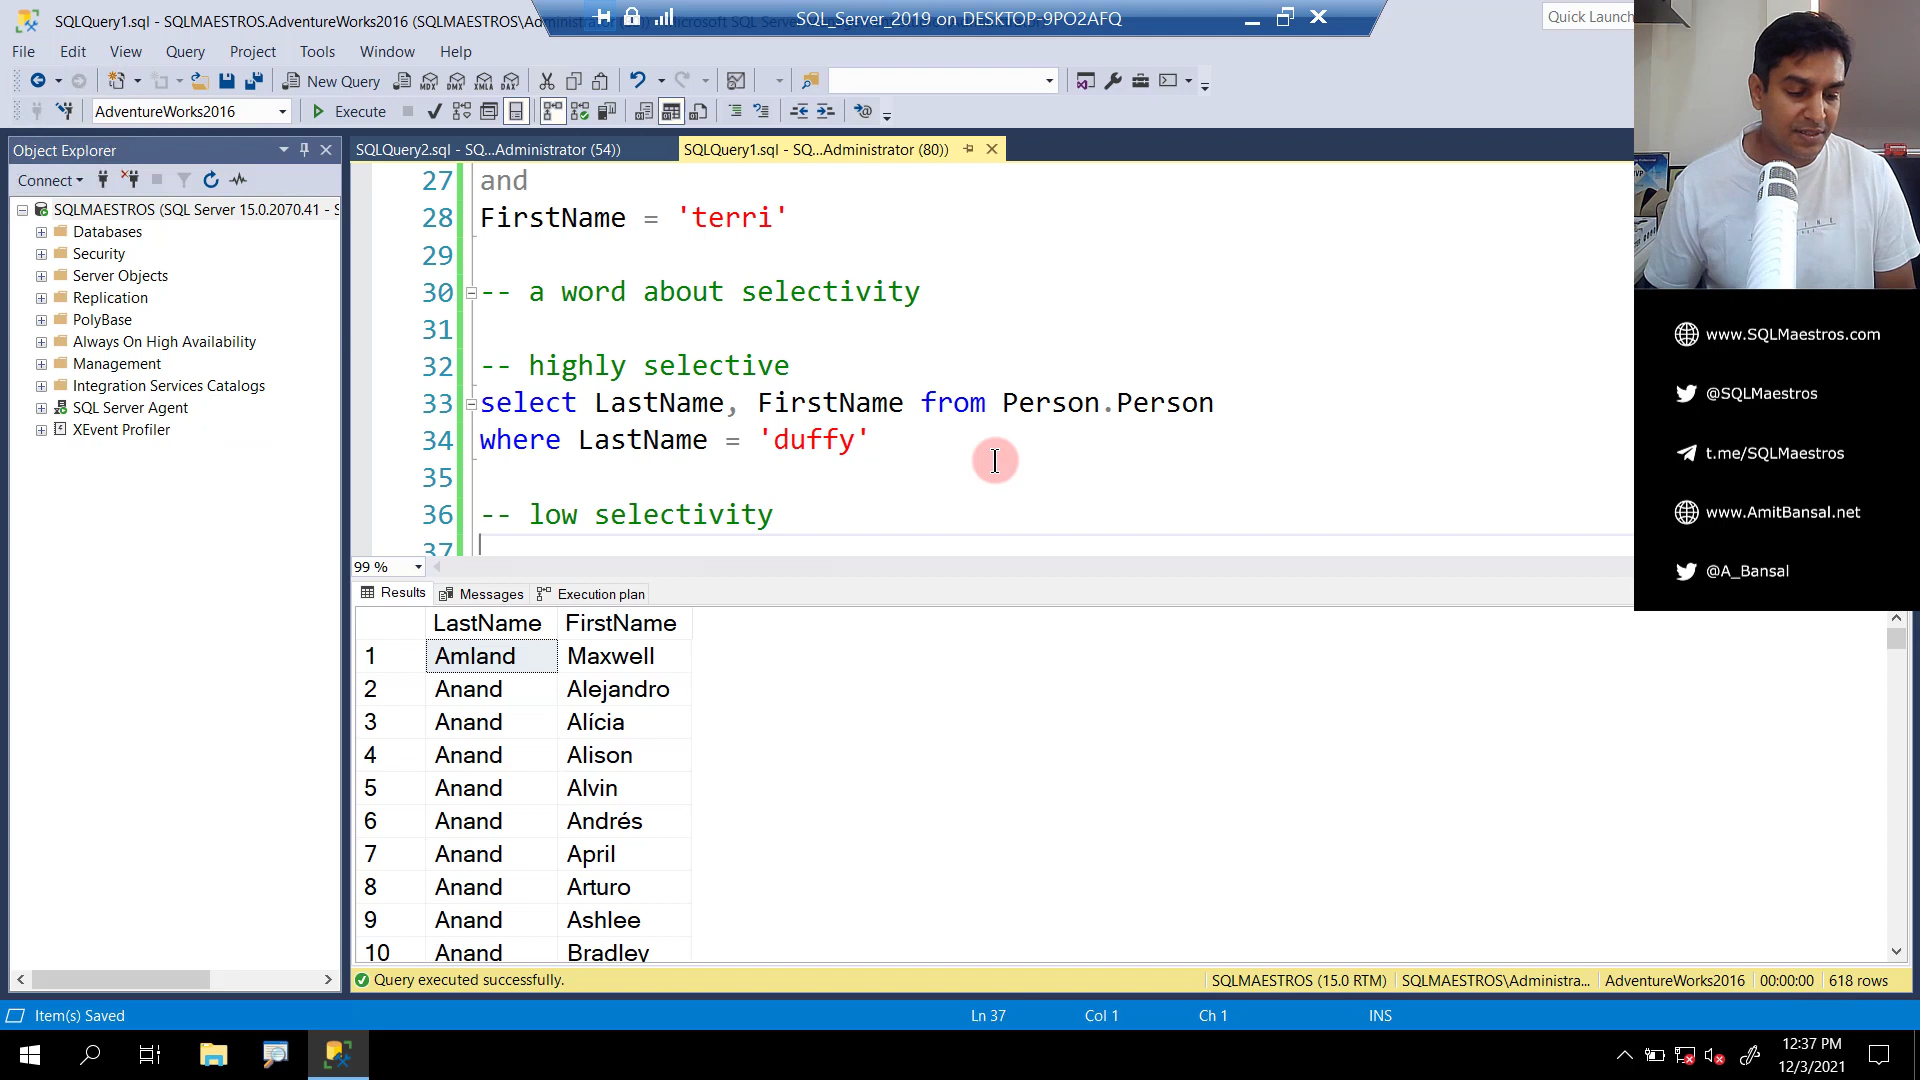 SQLQuery1.sql - SQLMAESTROS.AdventureWorks2016 (SQLMAESTROS\Administra
SQL_Server_2019 on DESKTOP-9PO2AFQ
Quick Launch
File Edit View Query Project Tools Window Help
New Query
MDX DMX XMLA DAX
AdventureWorks2016
Execute
Object Explorer
SQLQuery2.sql - SQ...Administrator (54))
SQLQuery1.sql - SQ...Administrator (80))
Connect
SQLMAESTROS (SQL Server 15.0.2070.41 - S
Databases
Security
Server Objects
Replication
PolyBase
Always On High Availability
Management
Integration Services Catalogs
SQL Server Agent
XEvent Profiler
27 and
28 FirstName = 'terri'
29
30 -- a word about selectivity
31
32 -- highly selective
33 select LastName, FirstName from Person.Person
34 where LastName = 'duffy'
35
36 -- low selectivity
37
99 %
Results Messages Execution plan
LastName FirstName
1 Amland Maxwell
2 Anand Alejandro
3 Anand Alícia
4 Anand Alison
5 Anand Alvin
6 Anand Andrés
7 Anand April
8 Anand Arturo
9 Anand Ashlee
10 Anand Bradley
Query executed successfully.
SQLMAESTROS (15.0 RTM) SQLMAESTROS\Administra... AdventureWorks2016 00:00:00 618 rows
Item(s) Saved
Ln 37 Col 1 Ch 1 INS
12:37 PM
12/3/2021
www.SQLMaestros.com
@SQLMaestros
t.me/SQLMaestros
www.AmitBansal.net
@A_Bansal